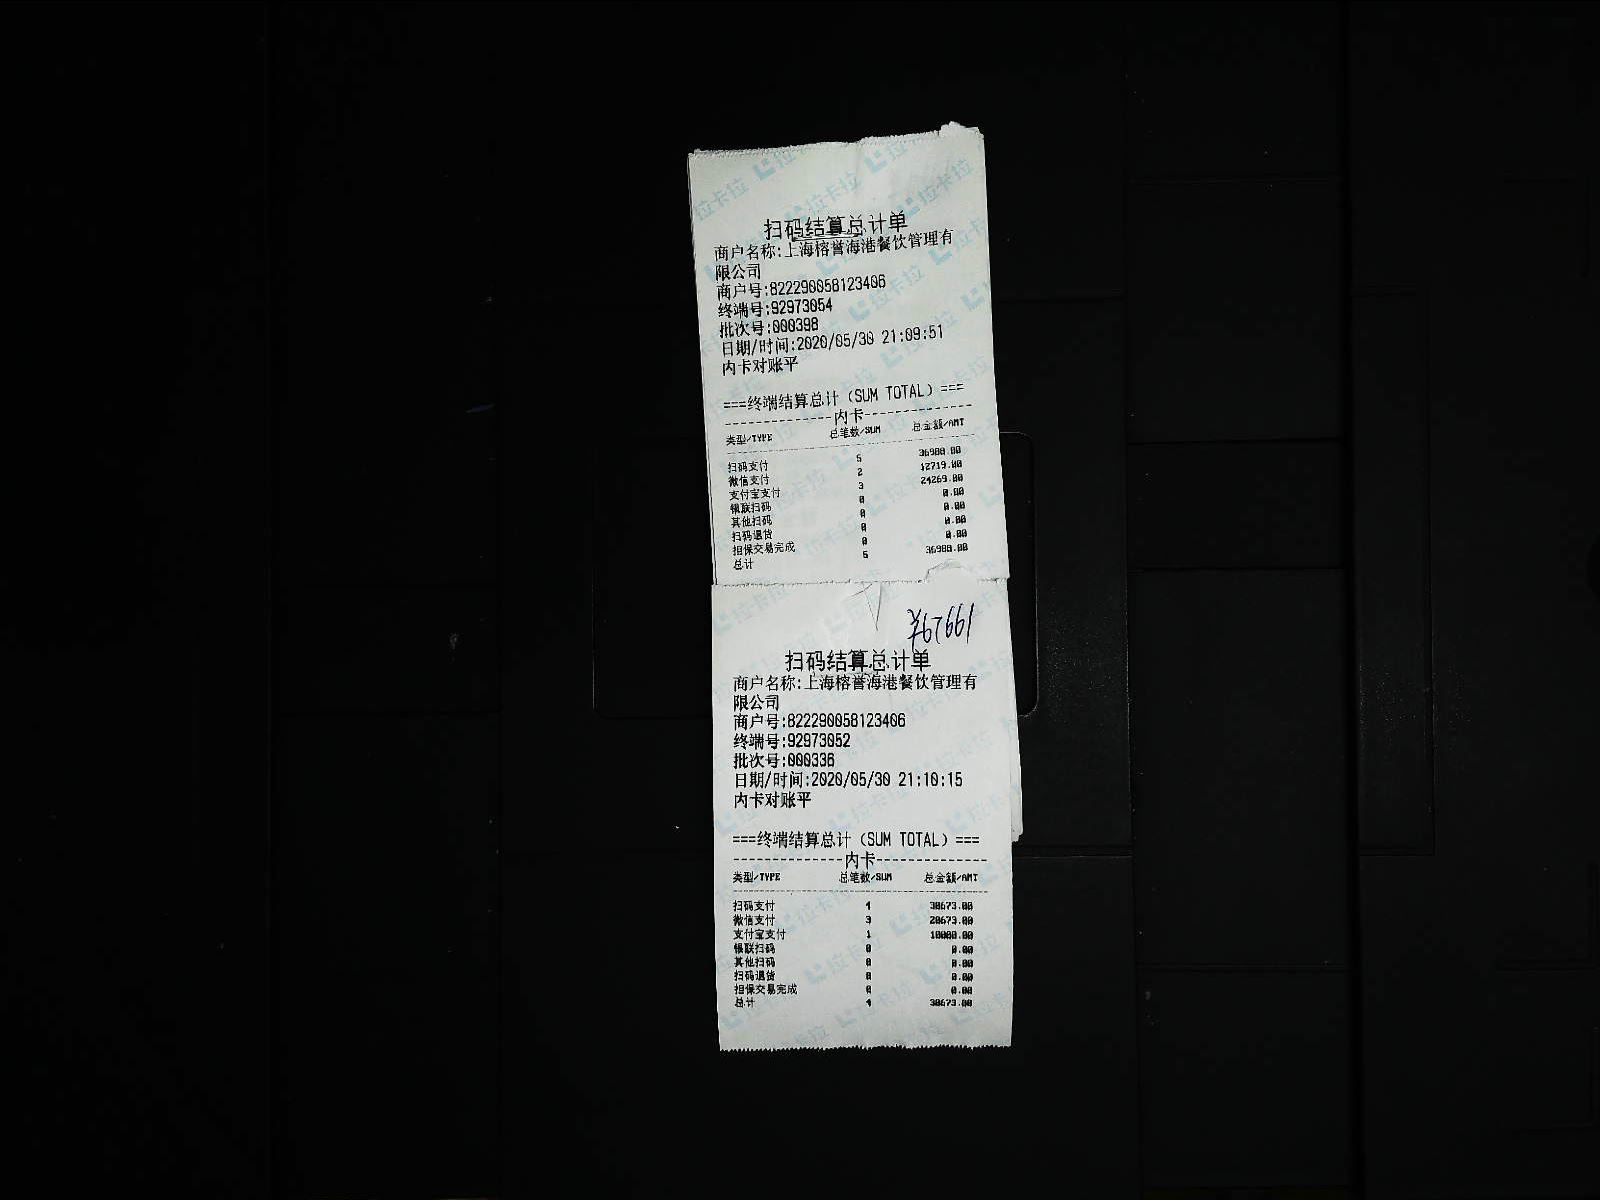 拉卡拉
扫码结算总计单
商户名称:上海榕誉海港餐饮管理有
限公司
商户号:822290058123406
终端号:92973054
批次号:000398
日期/时间:2020/05/30 21:09:51
内卡对账平
===终端结算总计（SUM TOTAL）===
---------------内卡---------------
类型/TYPE 总笔数/SUM 总金额/AMT
扫码支付 5 36988.00
微信支付 2 12719.00
支付宝支付 3 24269.00
银联扫码 0 0.00
其他扫码 0 0.00
扫码退货 0 0.00
担保交易完成 0 0.00
总计 5 36988.00
¥67661
扫码结算总计单
商户名称:上海榕誉海港餐饮管理有
限公司
商户号:822290058123406
终端号:92973052
批次号:000336
日期/时间:2020/05/30 21:10:15
内卡对账平
===终端结算总计（SUM TOTAL）===
---------------内卡---------------
类型/TYPE 总笔数/SUM 总金额/AMT
扫码支付 4 30673.00
微信支付 3 20673.00
支付宝支付 1 10000.00
银联扫码 0 0.00
其他扫码 0 0.00
扫码退货 0 0.00
担保交易完成 0 0.00
总计 4 30673.00